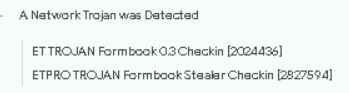 A Network Trojan was Detected
ET TROJAN Formbook 0.3 Checkin [2024436]
ETPRO TROJAN Formbook Stealer Checkin [2827594]